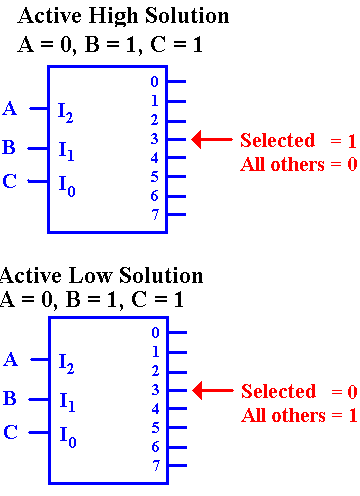 Active High Solution
A = 0, B = 1, C = 1
0
A I2 1
2
B I1 3 Selected = 1
4 All others = 0
C I0 5
6
7
Active Low Solution
A = 0, B = 1, C = 1
0
A I2 1
2
B I1 3 Selected = 0
4 All others = 1
C I0 5
6
7